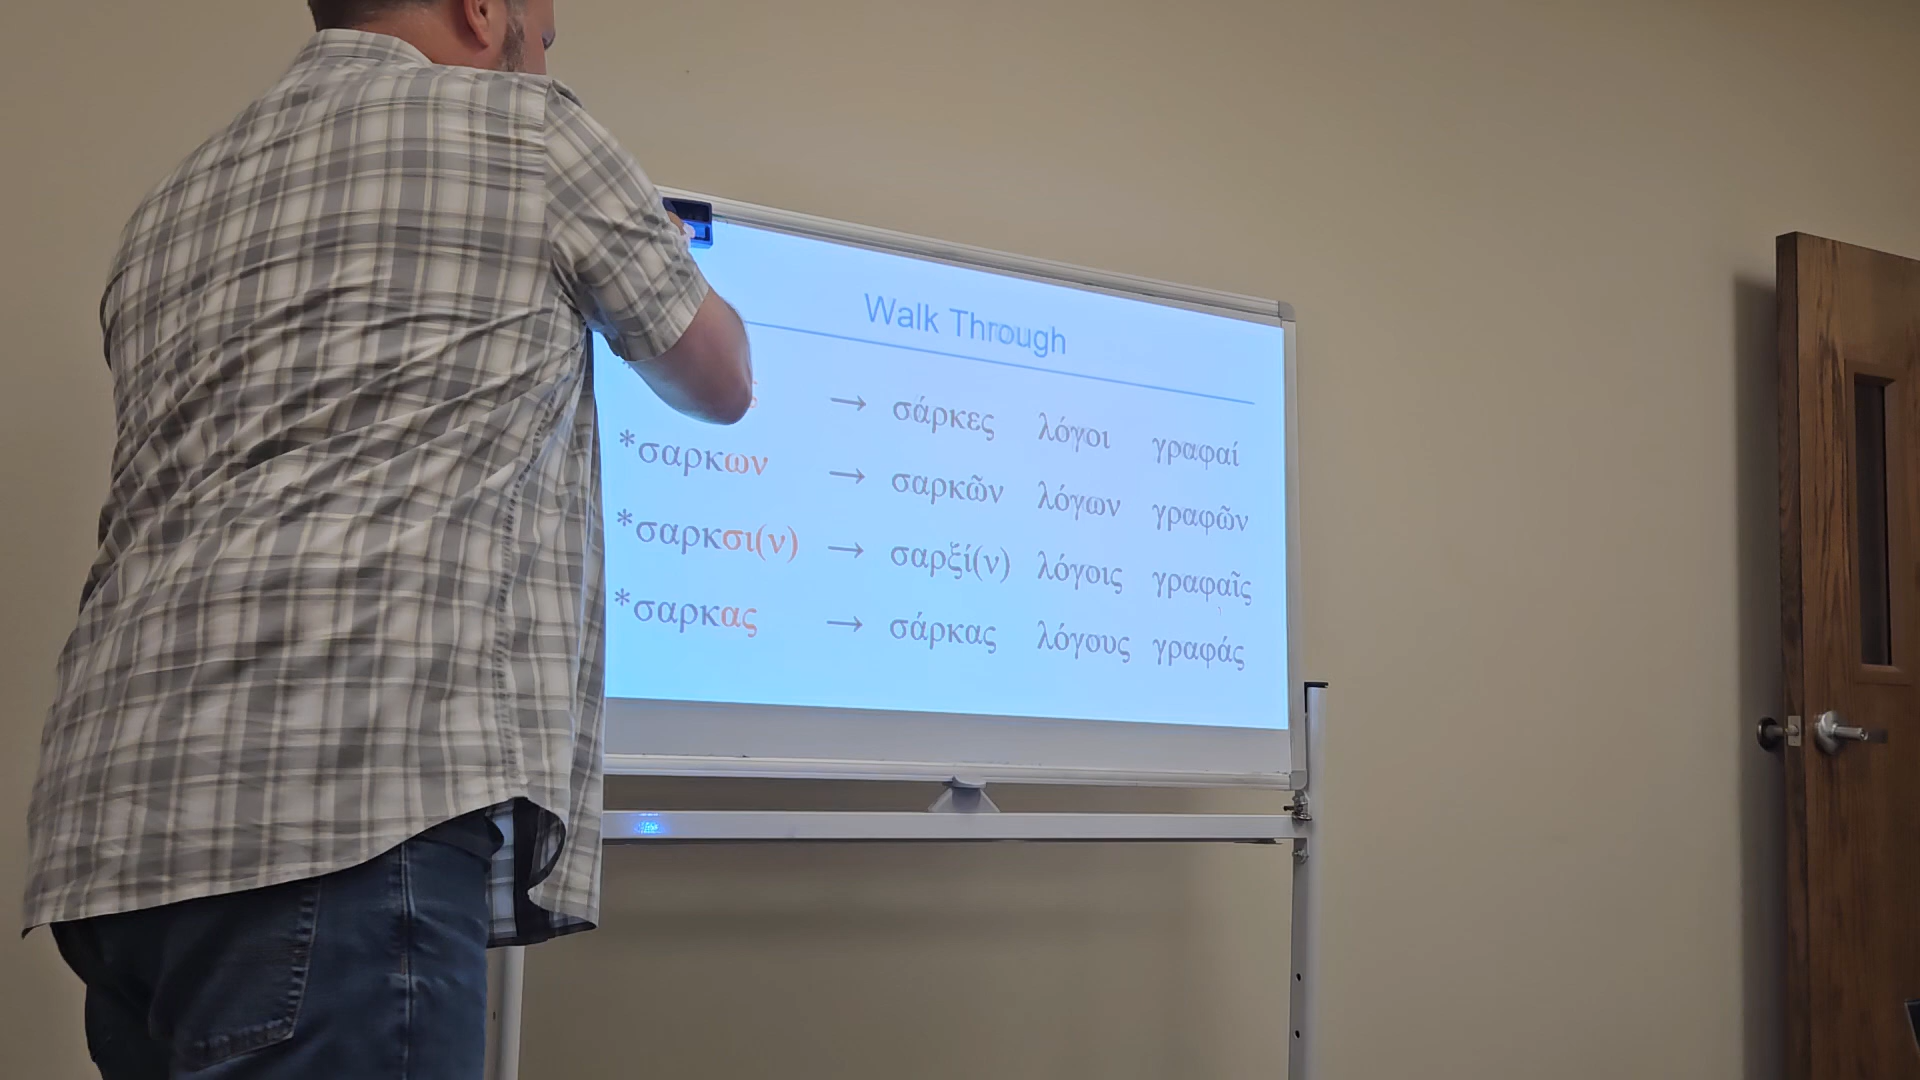 Walk Through
→ σάρκες λόγοι γραφαί
*σαρκων → σαρκῶν λόγων γραφῶν
*σαρκσι(ν) → σαρξί(ν) λόγοις γραφαῖς
*σαρκας → σάρκας λόγους γραφάς